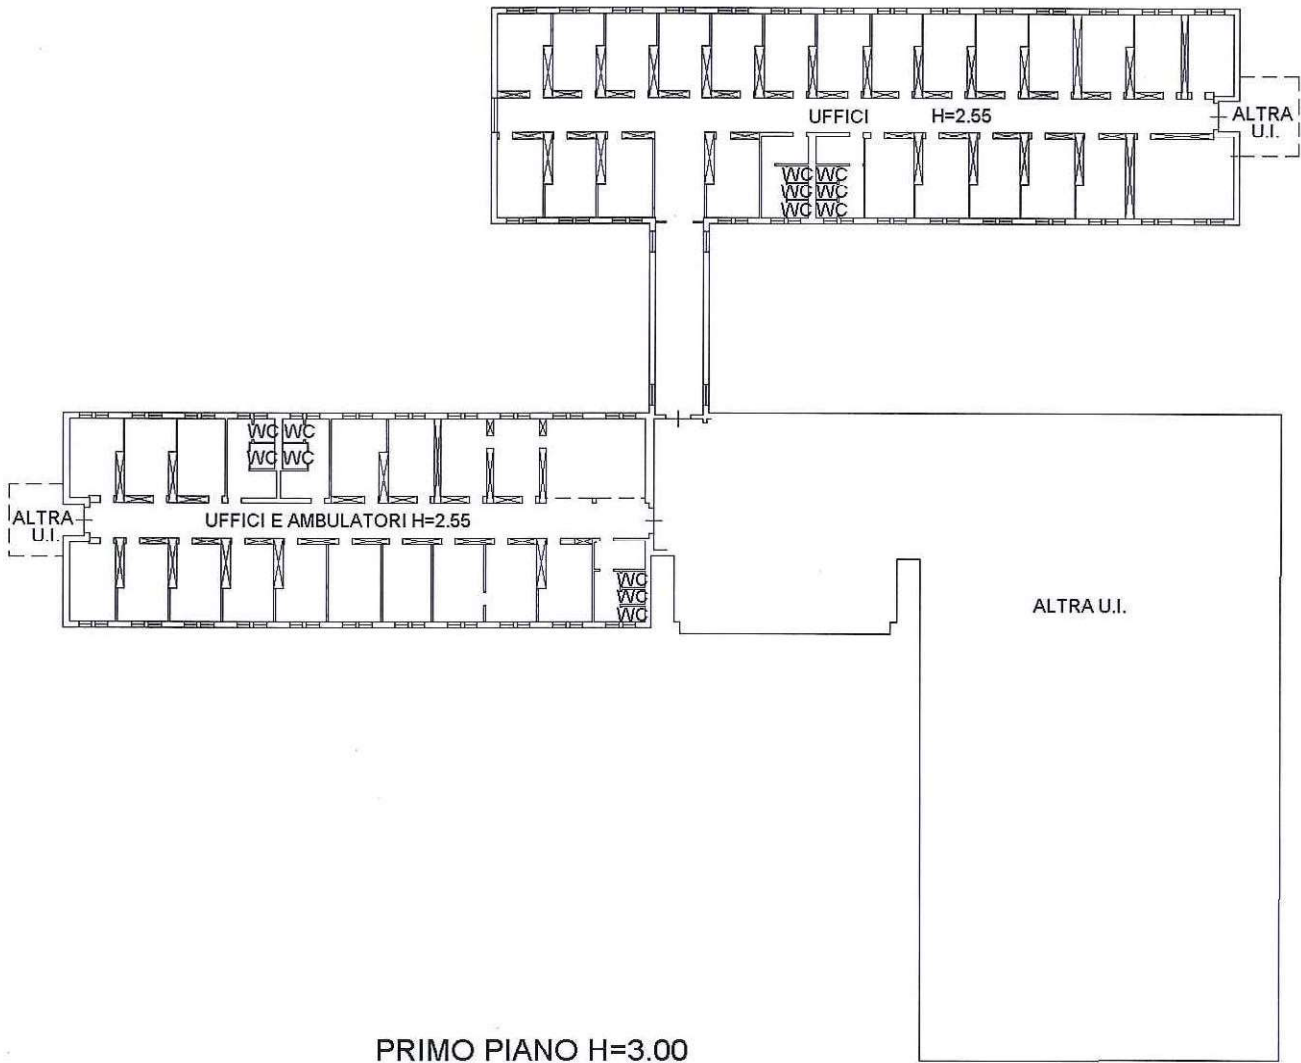 UFFICI H=2.55
ALTRA
U.I.
WC WC
WC WC
WC WC
WC WC
WC WC
ALTRA
U.I.
UFFICI E AMBULATORI H=2.55
WC
WC
WC
ALTRA U.I.
PRIMO PIANO H=3.00